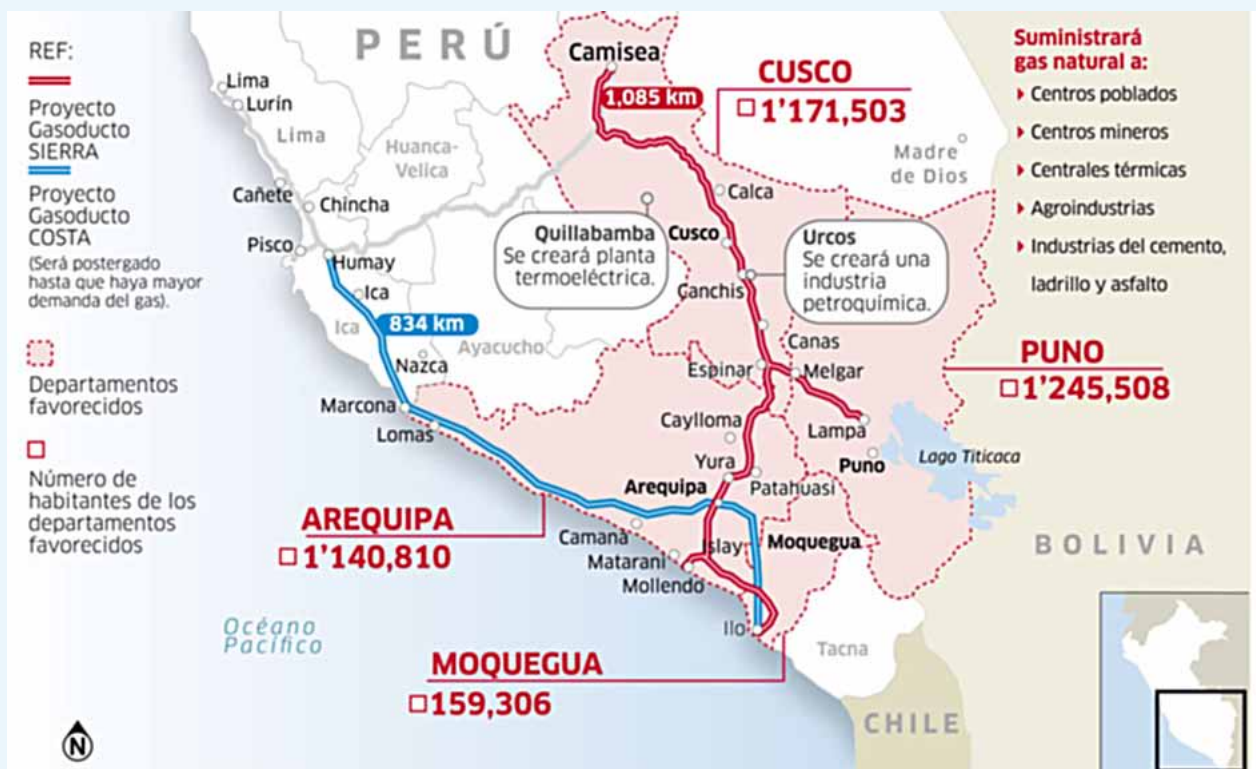 REF:
Proyecto
Gasoducto
SIERRA
Proyecto
Gasoducto
COSTA
(Será postergado
hasta que haya mayor
demanda del gas).
Departamentos
favorecidos
Número de
habitantes de los
departamentos
favorecidos
PERÚ
Camisea
1,085 km
CUSCO
1'171,503
Suministrará
gas natural a:
Centros poblados
Centros mineros
Centrales térmicas
Agroindustrias
Industrias del cemento,
ladrillo y asfalto
Lima
Lurín
Lima
Huanca-
Velica
Madre
de Dios
Cañete
Chincha
Calca
Pisco
Humay
Quillabamba
Se creará planta
termoeléctrica.
Cusco
Urcos
Se creará una
industria
petroquímica.
Canchis
Ica
Ica
834 km
Ayacucho
Nazca
Canas
Espinar
Melgar
PUNO
1'245,508
Marcona
Lomas
Caylloma
Lampa
Yura
Puno
Lago Titicaca
Arequipa
Patahuasi
AREQUIPA
1'140,810
Camaná
Islay
Moquegua
Matarani
Mollendo
BOLIVIA
Océano
Pacífico
Ilo
Tacna
MOQUEGUA
159,306
CHILE
N